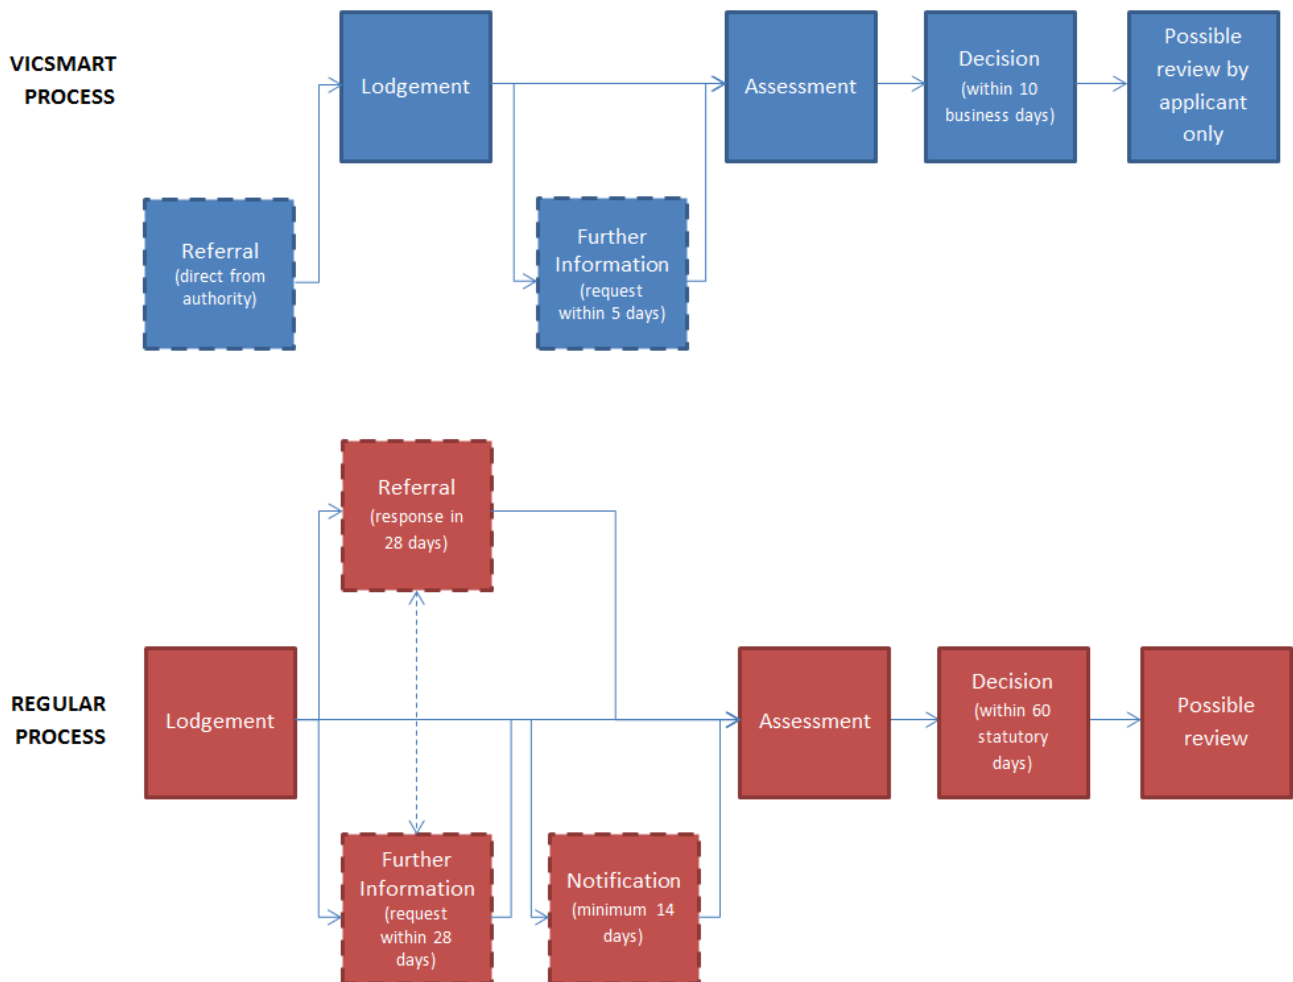 VICSMART
PROCESS
Lodgement
Assessment
Decision
(within 10
business days)
Possible
review by
applicant
only
Referral
(direct from
authority)
Further
Information
(request
within 5 days)
REGULAR
PROCESS
Lodgement
Referral
(response in
28 days)
Further
Information
(request
within 28
days)
Notification
(minimum 14
days)
Assessment
Decision
(within 60
statutory
days)
Possible
review